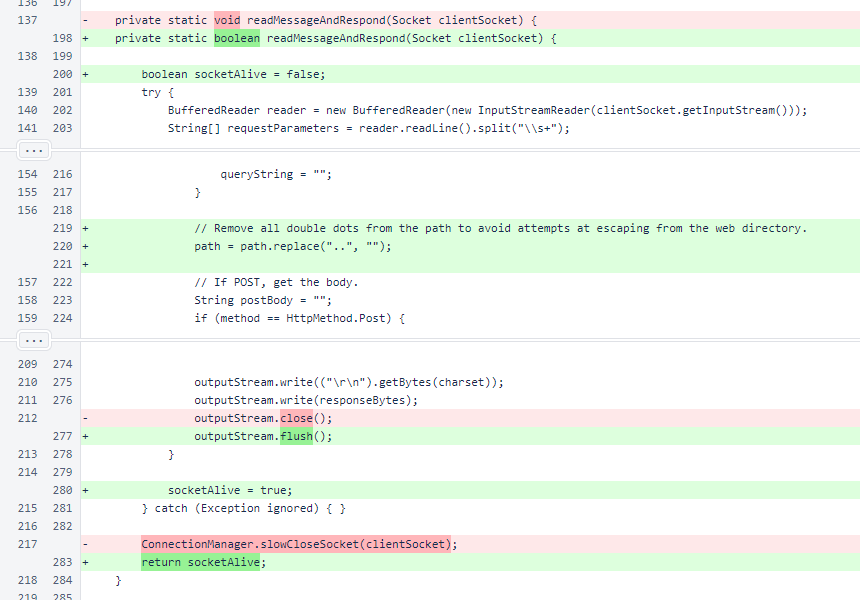 136 197
137 - private static void readMessageAndRespond(Socket clientSocket) {
198 + private static boolean readMessageAndRespond(Socket clientSocket) {
138 199
200 + boolean socketAlive = false;
139 201 try {
140 202 BufferedReader reader = new BufferedReader(new InputStreamReader(clientSocket.getInputStream()));
141 203 String[] requestParameters = reader.readLine().split("\\s+");
...
154 216 queryString = "";
155 217 }
156 218
219 + // Remove all double dots from the path to avoid attempts at escaping from the web directory.
220 + path = path.replace("..", "");
221 +
157 222 // If POST, get the body.
158 223 String postBody = "";
159 224 if (method == HttpMethod.Post) {
...
209 274
210 275 outputStream.write(("\r\n").getBytes(charset));
211 276 outputStream.write(responseBytes);
212 - outputStream.close();
277 + outputStream.flush();
213 278 }
214 279
280 + socketAlive = true;
215 281 } catch (Exception ignored) { }
216 282
217 - ConnectionManager.slowCloseSocket(clientSocket);
283 + return socketAlive;
218 284 }
219 285